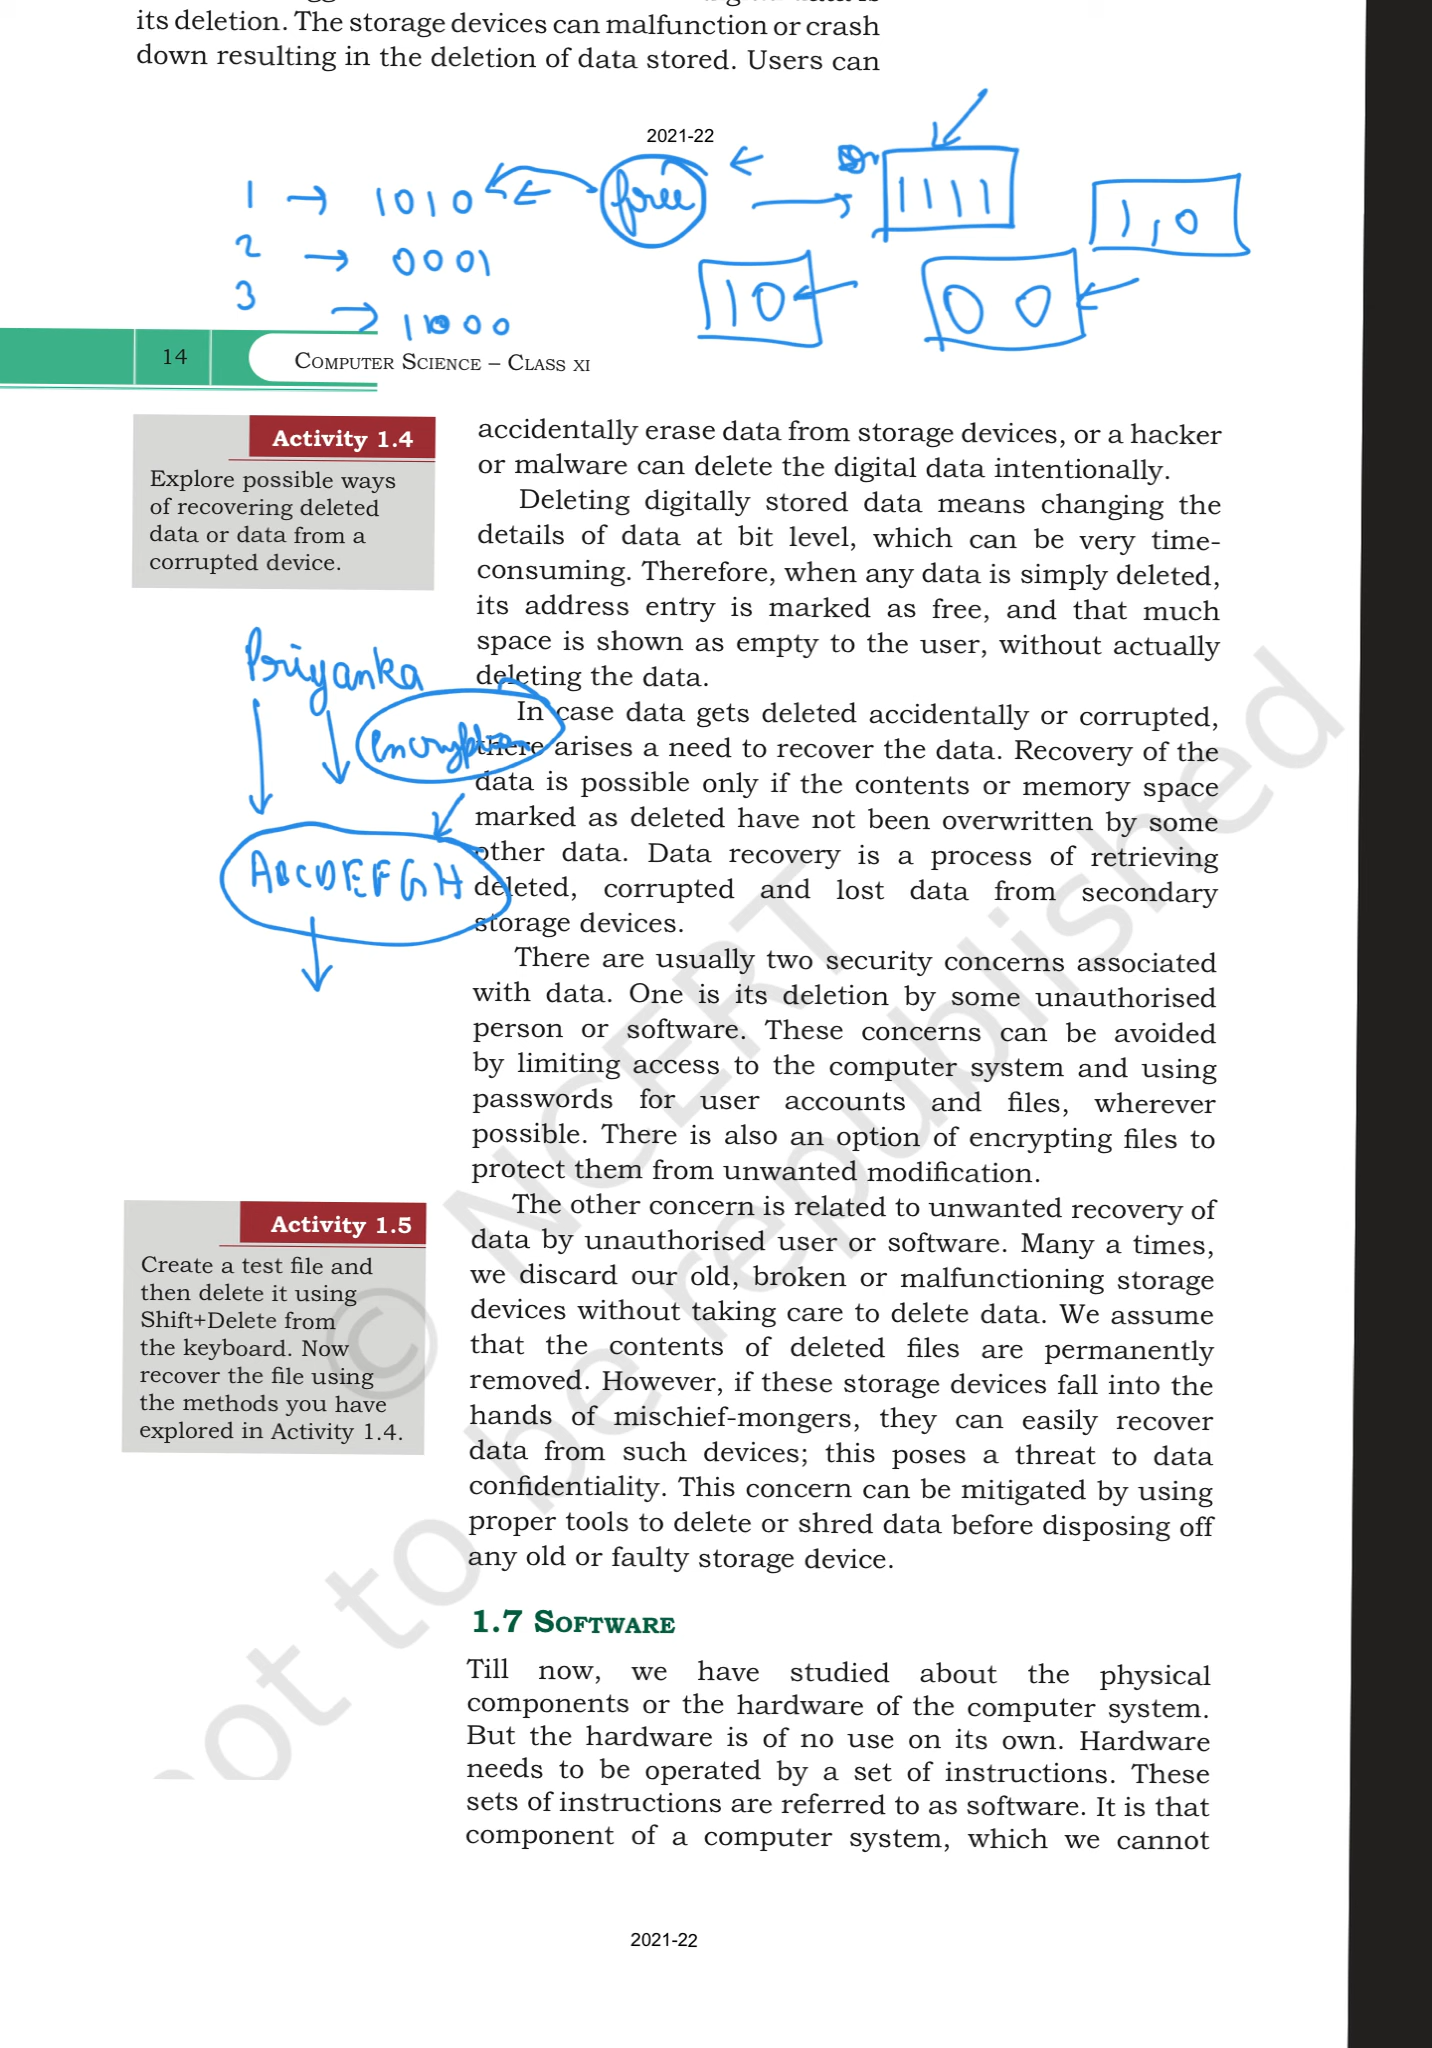 its deletion. The storage devices can malfunction or crash
down resulting in the deletion of data stored. Users can
2021-22
1 → 1010
free
1111
1,0
2 → 0001
3 → 11000
10
00
14
COMPUTER SCIENCE – CLASS XI
Activity 1.4
Explore possible ways
of recovering deleted
data or data from a
corrupted device.
accidentally erase data from storage devices, or a hacker
or malware can delete the digital data intentionally.
Deleting digitally stored data means changing the
details of data at bit level, which can be very time-
consuming. Therefore, when any data is simply deleted,
its address entry is marked as free, and that much
space is shown as empty to the user, without actually
deleting the data.
Priyanka
encryption
ABCDEFGH
In case data gets deleted accidentally or corrupted,
there arises a need to recover the data. Recovery of the
data is possible only if the contents or memory space
marked as deleted have not been overwritten by some
other data. Data recovery is a process of retrieving
deleted, corrupted and lost data from secondary
storage devices.
There are usually two security concerns associated
with data. One is its deletion by some unauthorised
person or software. These concerns can be avoided
by limiting access to the computer system and using
passwords for user accounts and files, wherever
possible. There is also an option of encrypting files to
protect them from unwanted modification.
Activity 1.5
Create a test file and
then delete it using
Shift+Delete from
the keyboard. Now
recover the file using
the methods you have
explored in Activity 1.4.
The other concern is related to unwanted recovery of
data by unauthorised user or software. Many a times,
we discard our old, broken or malfunctioning storage
devices without taking care to delete data. We assume
that the contents of deleted files are permanently
removed. However, if these storage devices fall into the
hands of mischief-mongers, they can easily recover
data from such devices; this poses a threat to data
confidentiality. This concern can be mitigated by using
proper tools to delete or shred data before disposing off
any old or faulty storage device.
1.7 SOFTWARE
Till now, we have studied about the physical
components or the hardware of the computer system.
But the hardware is of no use on its own. Hardware
needs to be operated by a set of instructions. These
sets of instructions are referred to as software. It is that
component of a computer system, which we cannot
© NCERT
not to be republished
2021-22